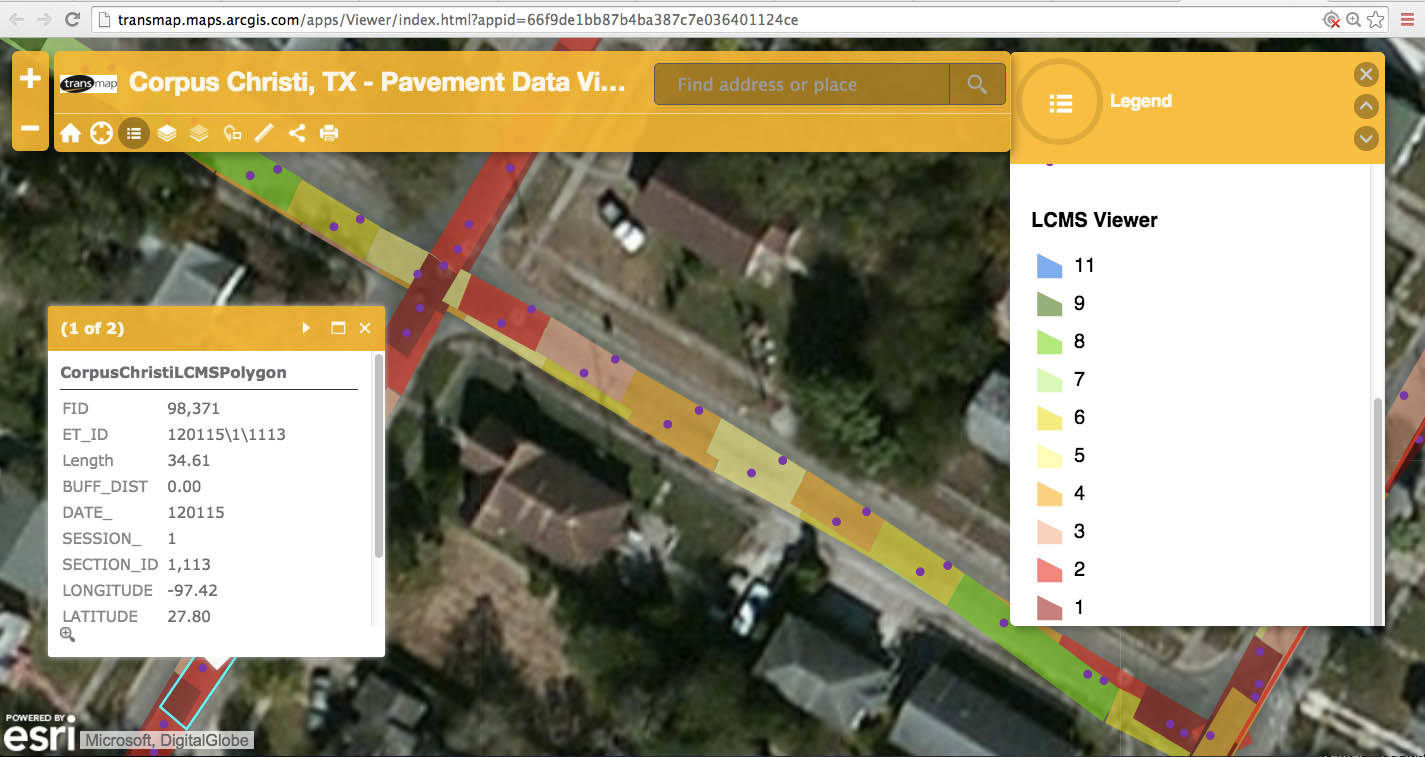 transmap.maps.arcgis.com/apps/Viewer/index.html?appid=66f9de1bb87b4ba387c7e036401124ce
transmap
Corpus Christi, TX - Pavement Data Vi...
Find address or place
Legend
LCMS Viewer
11
9
8
7
6
5
4
3
2
1
(1 of 2)
CorpusChristiLCMSPolygon
FID 98,371
ET_ID 120115\1\1113
Length 34.61
BUFF_DIST 0.00
DATE_ 120115
SESSION_ 1
SECTION_ID 1,113
LONGITUDE -97.42
LATITUDE 27.80
POWERED BY
esri
Microsoft, DigitalGlobe